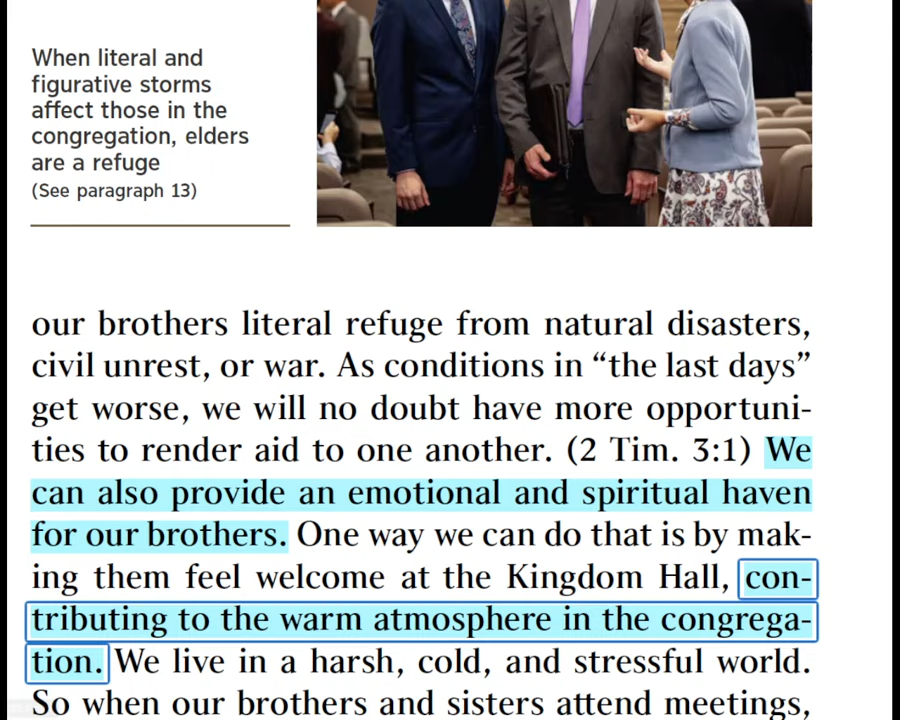 When literal and
figurative storms
affect those in the
congregation, elders
are a refuge
(See paragraph 13)
our brothers literal refuge from natural disasters,
civil unrest, or war. As conditions in “the last days”
get worse, we will no doubt have more opportuni-
ties to render aid to one another. (2 Tim. 3:1) We
can also provide an emotional and spiritual haven
for our brothers. One way we can do that is by mak-
ing them feel welcome at the Kingdom Hall, con-
tributing to the warm atmosphere in the congrega-
tion. We live in a harsh, cold, and stressful world.
So when our brothers and sisters attend meetings,